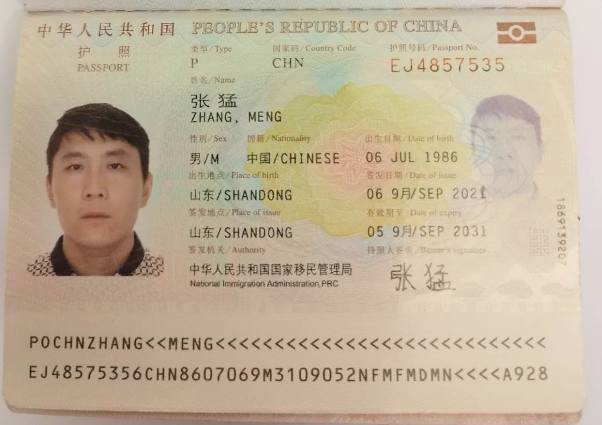 中华人民共和国 PEOPLE'S REPUBLIC OF CHINA
护照
PASSPORT
类型/Type 国家码/Country Code 护照号码/Passport No.
P CHN EJ4857535
姓名/Name
张猛
ZHANG, MENG
性别/Sex 国籍/Nationality 出生日期/Date of birth
男/M 中国/CHINESE 06 JUL 1986
出生地点/Place of birth 签发日期/Date of issue
山东/SHANDONG 06 9月/SEP 2021
签发地点/Place of issue 有效期至/Date of expiry
山东/SHANDONG 05 9月/SEP 2031
签发机关/Authority 持照人签名/Bearer's signature
中华人民共和国国家移民管理局
National Immigration Administration,PRC
张猛
POCHNZHANG<<MENG<<<<<<<<<<<<<<<<<<<<<<<<<<<<
EJ48575356CHN8607069M3109052NFMFMDMN<<<<A928